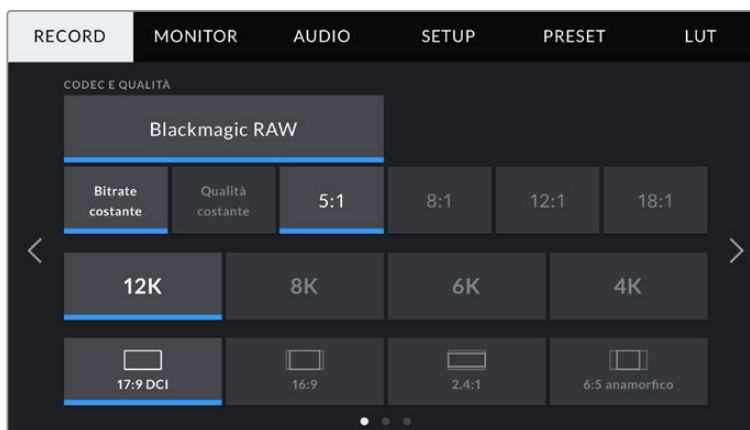 RECORD MONITOR AUDIO SETUP PRESET LUT
CODEC E QUALITÀ
Blackmagic RAW
Bitrate costante Qualità costante 5:1 8:1 12:1 18:1
12K 8K 6K 4K
17:9 DCI 16:9 2.4:1 6:5 anamorfico